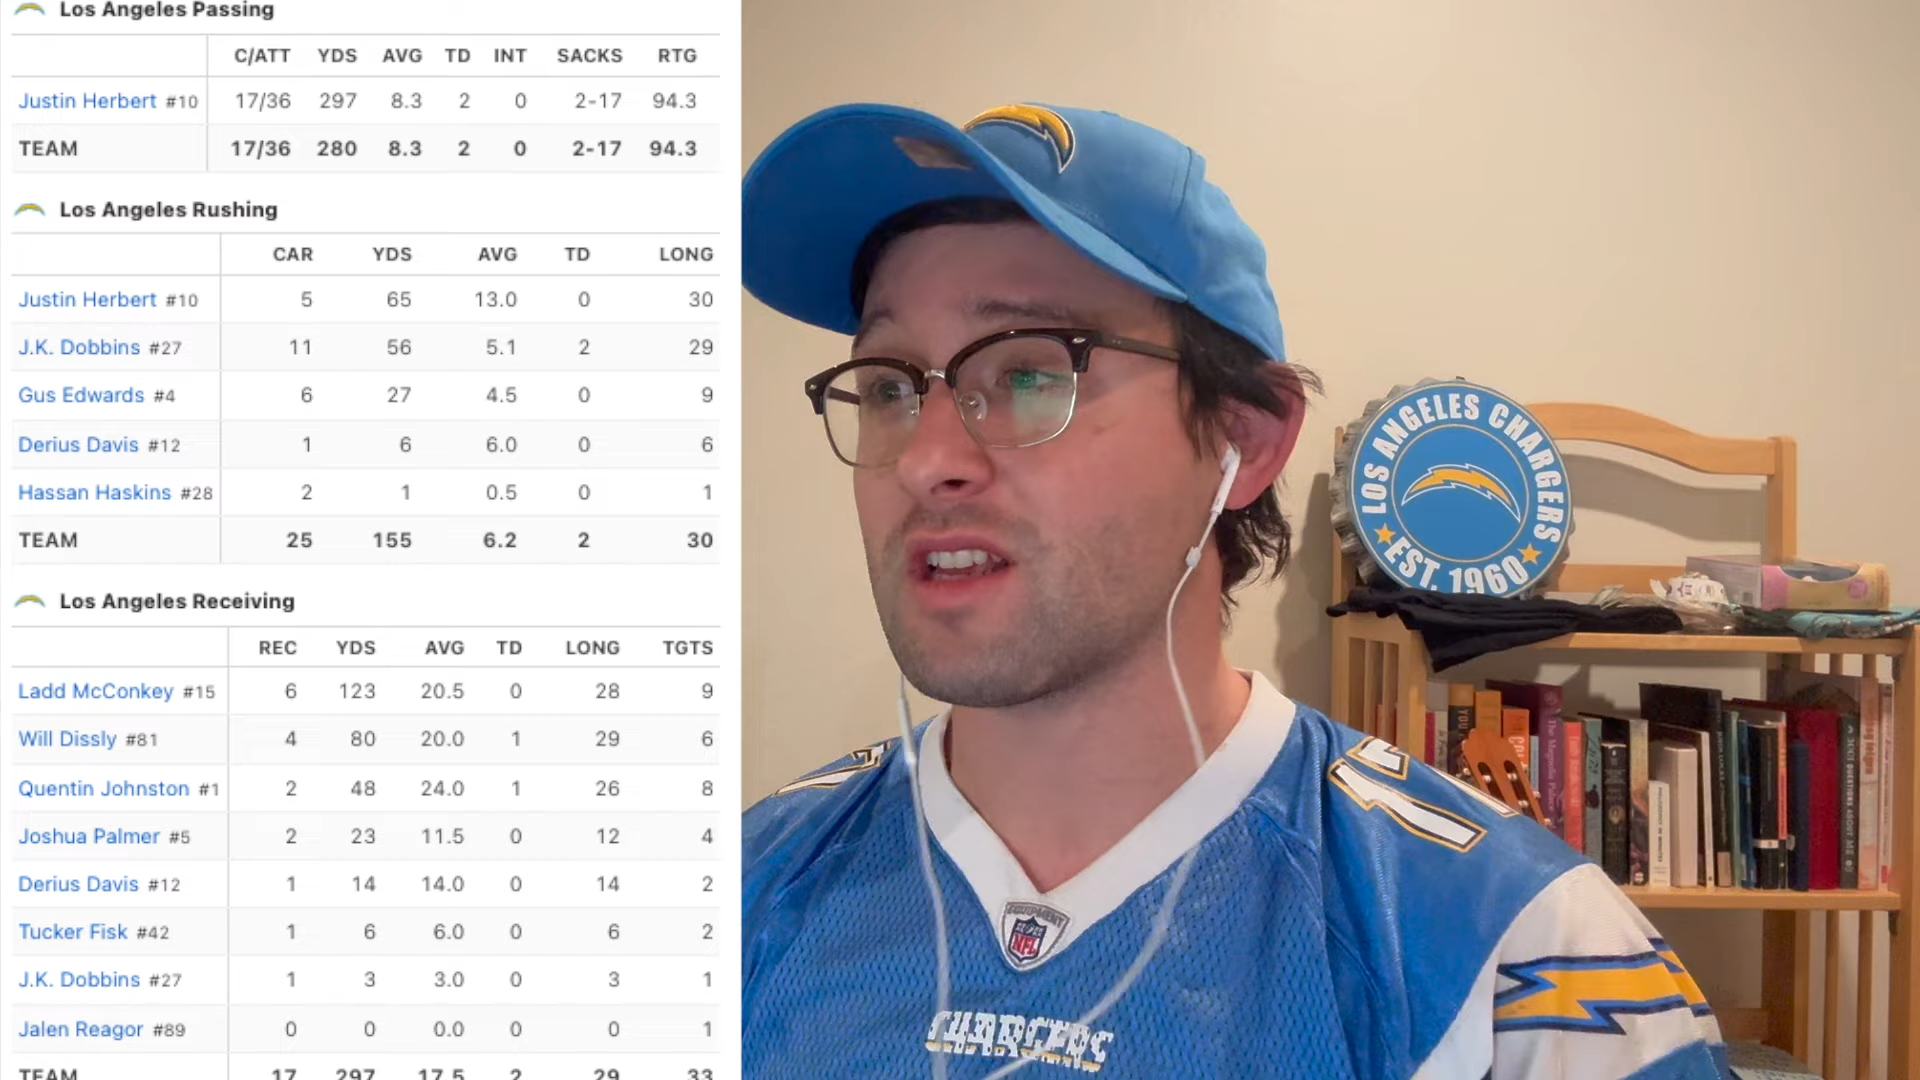 Los Angeles Passing
C/ATT YDS AVG TD INT SACKS RTG
Justin Herbert #10 17/36 297 8.3 2 0 2-17 94.3
TEAM 17/36 280 8.3 2 0 2-17 94.3
Los Angeles Rushing
CAR YDS AVG TD LONG
Justin Herbert #10 5 65 13.0 0 30
J.K. Dobbins #27 11 56 5.1 2 29
Gus Edwards #4 6 27 4.5 0 9
Derius Davis #12 1 6 6.0 0 6
Hassan Haskins #28 2 1 0.5 0 1
TEAM 25 155 6.2 2 30
Los Angeles Receiving
REC YDS AVG TD LONG TGTS
Ladd McConkey #15 6 123 20.5 0 28 9
Will Dissly #81 4 80 20.0 1 29 6
Quentin Johnston #1 2 48 24.0 1 26 8
Joshua Palmer #5 2 23 11.5 0 12 4
Derius Davis #12 1 14 14.0 0 14 2
Tucker Fisk #42 1 6 6.0 0 6 2
J.K. Dobbins #27 1 3 3.0 0 3 1
Jalen Reagor #89 0 0 0.0 0 0 1
TEAM 17 297 17.5 2 29 33
LOS ANGELES CHARGERS
EST. 1960
EQUIPMENT
NFL
CHARGERS